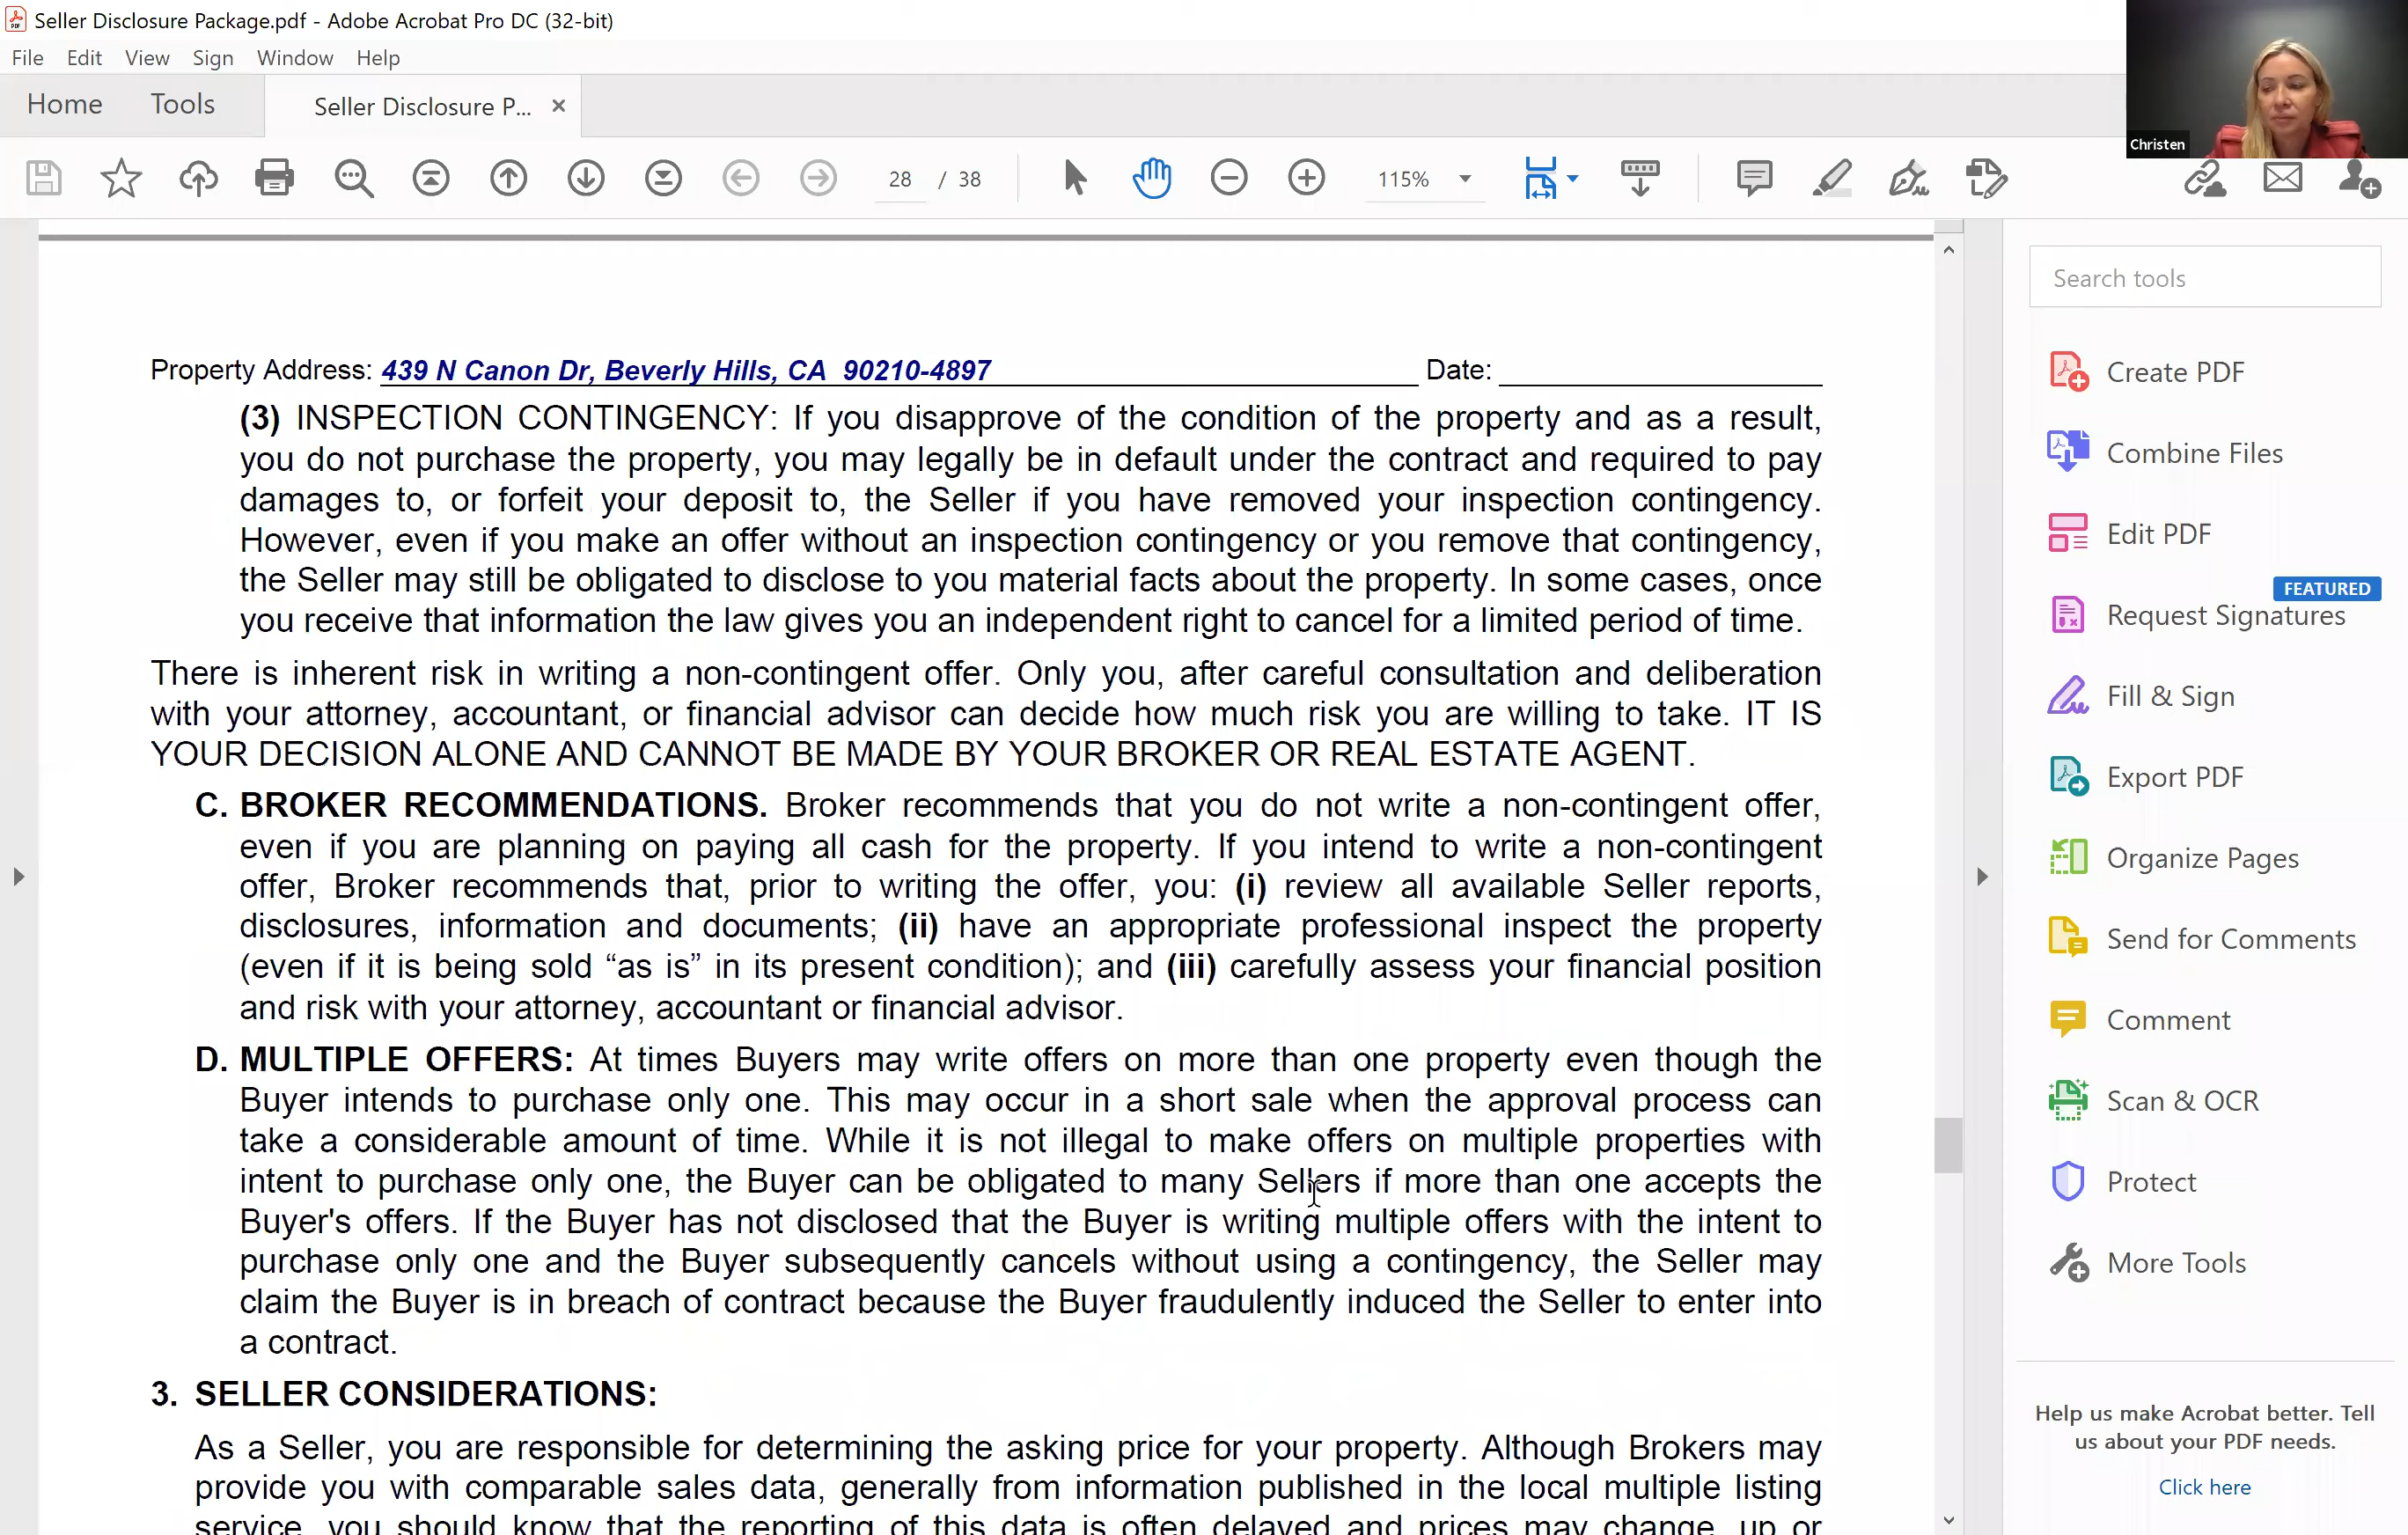 Seller Disclosure Package.pdf - Adobe Acrobat Pro DC (32-bit)
File Edit View Sign Window Help
Home Tools Seller Disclosure P... ×
28 / 38 115%
Christen
Property Address: 439 N Canon Dr, Beverly Hills, CA 90210-4897 Date:
(3) INSPECTION CONTINGENCY: If you disapprove of the condition of the property and as a result,
you do not purchase the property, you may legally be in default under the contract and required to pay
damages to, or forfeit your deposit to, the Seller if you have removed your inspection contingency.
However, even if you make an offer without an inspection contingency or you remove that contingency,
the Seller may still be obligated to disclose to you material facts about the property. In some cases, once
you receive that information the law gives you an independent right to cancel for a limited period of time.
There is inherent risk in writing a non-contingent offer. Only you, after careful consultation and deliberation
with your attorney, accountant, or financial advisor can decide how much risk you are willing to take. IT IS
YOUR DECISION ALONE AND CANNOT BE MADE BY YOUR BROKER OR REAL ESTATE AGENT.
C. BROKER RECOMMENDATIONS. Broker recommends that you do not write a non-contingent offer,
even if you are planning on paying all cash for the property. If you intend to write a non-contingent
offer, Broker recommends that, prior to writing the offer, you: (i) review all available Seller reports,
disclosures, information and documents; (ii) have an appropriate professional inspect the property
(even if it is being sold “as is” in its present condition); and (iii) carefully assess your financial position
and risk with your attorney, accountant or financial advisor.
D. MULTIPLE OFFERS: At times Buyers may write offers on more than one property even though the
Buyer intends to purchase only one. This may occur in a short sale when the approval process can
take a considerable amount of time. While it is not illegal to make offers on multiple properties with
intent to purchase only one, the Buyer can be obligated to many Sellers if more than one accepts the
Buyer's offers. If the Buyer has not disclosed that the Buyer is writing multiple offers with the intent to
purchase only one and the Buyer subsequently cancels without using a contingency, the Seller may
claim the Buyer is in breach of contract because the Buyer fraudulently induced the Seller to enter into
a contract.
3. SELLER CONSIDERATIONS:
As a Seller, you are responsible for determining the asking price for your property. Although Brokers may
provide you with comparable sales data, generally from information published in the local multiple listing
service, you should know that the reporting of this data is often delayed and prices may change, up or
Search tools
Create PDF
Combine Files
Edit PDF
FEATURED
Request Signatures
Fill & Sign
Export PDF
Organize Pages
Send for Comments
Comment
Scan & OCR
Protect
More Tools
Help us make Acrobat better. Tell
us about your PDF needs.
Click here